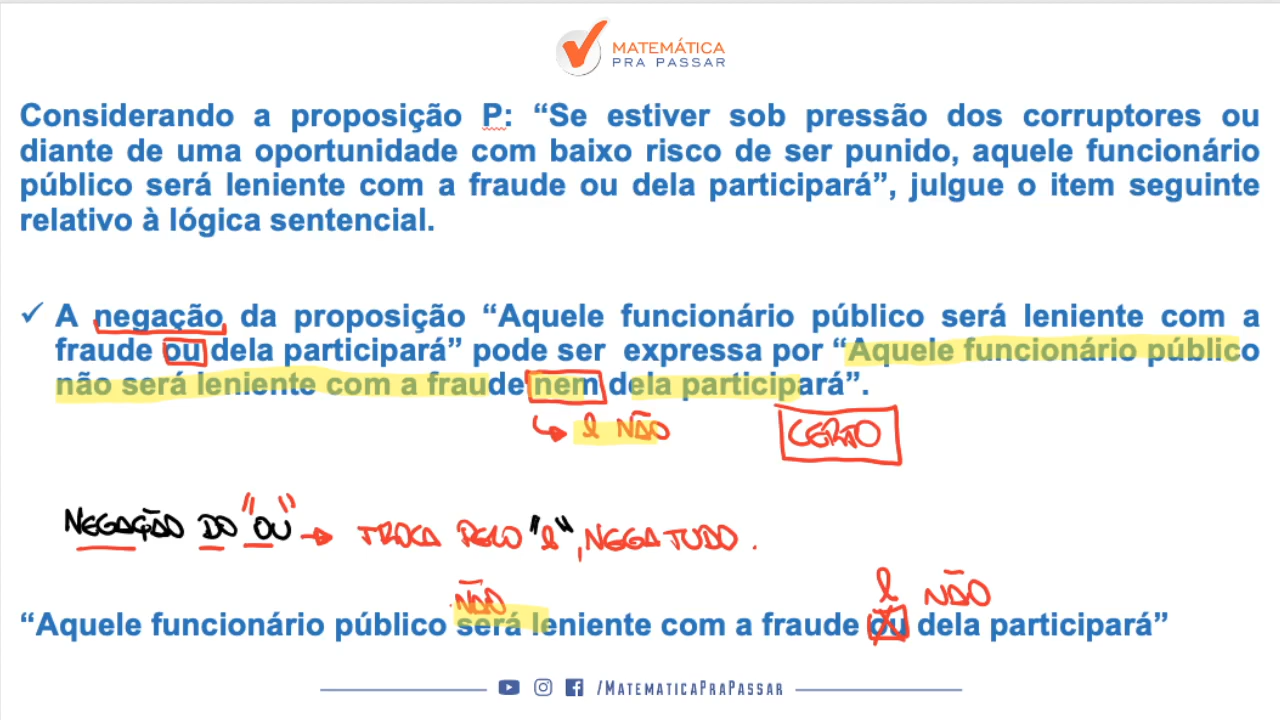 MATEMÁTICA
PRA PASSAR
Considerando a proposição P: “Se estiver sob pressão dos corruptores ou
diante de uma oportunidade com baixo risco de ser punido, aquele funcionário
público será leniente com a fraude ou dela participará”, julgue o item seguinte
relativo à lógica sentencial.
✓ A negação da proposição “Aquele funcionário público será leniente com a
fraude ou dela participará” pode ser expressa por “Aquele funcionário público
não será leniente com a fraude nem dela participará”.
→ e NÃO
CERTO
NEGAÇÃO DO "OU" → TROCA PELO "e", NEGA TUDO.
NÃO e NÃO
“Aquele funcionário público será leniente com a fraude ou dela participará”
/MATEMATICAPRAPASSAR